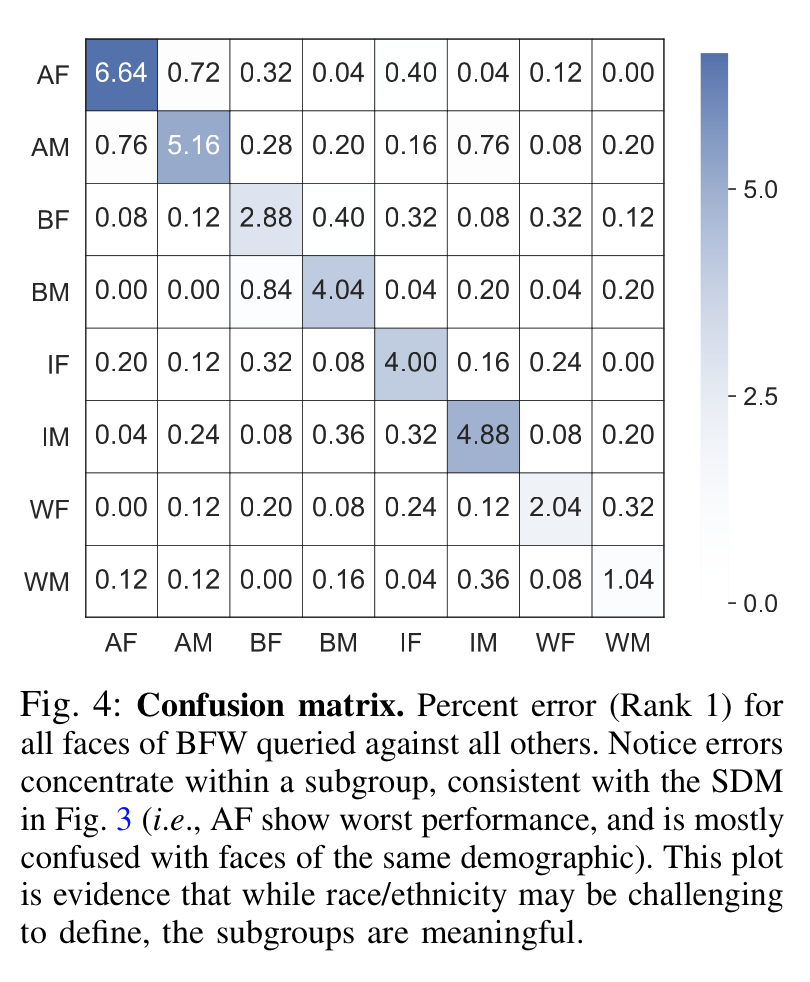 AF 6.64 0.72 0.32 0.04 0.40 0.04 0.12 0.00
AM 0.76 5.16 0.28 0.20 0.16 0.76 0.08 0.20
5.0
BF 0.08 0.12 2.88 0.40 0.32 0.08 0.32 0.12
BM 0.00 0.00 0.84 4.04 0.04 0.20 0.04 0.20
IF 0.20 0.12 0.32 0.08 4.00 0.16 0.24 0.00
2.5
IM 0.04 0.24 0.08 0.36 0.32 4.88 0.08 0.20
WF 0.00 0.12 0.20 0.08 0.24 0.12 2.04 0.32
WM 0.12 0.12 0.00 0.16 0.04 0.36 0.08 1.04
0.0
AF AM BF BM IF IM WF WM
Fig. 4: Confusion matrix. Percent error (Rank 1) for
all faces of BFW queried against all others. Notice errors
concentrate within a subgroup, consistent with the SDM
in Fig. 3 (i.e., AF show worst performance, and is mostly
confused with faces of the same demographic). This plot
is evidence that while race/ethnicity may be challenging
to define, the subgroups are meaningful.